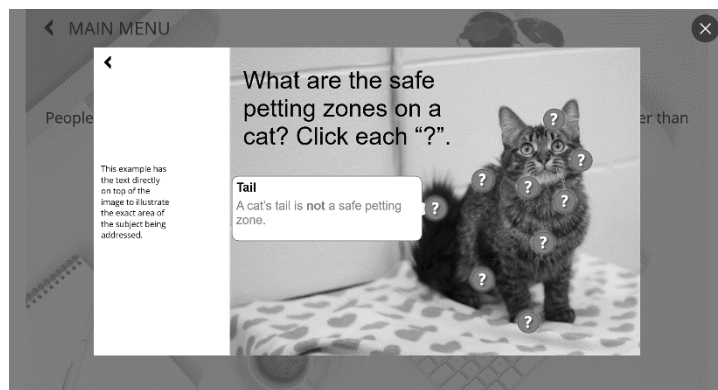 MAIN MENU
People
er than
What are the safe
petting zones on a
cat? Click each “?”.
This example has
the text directly
on top of the
image to illustrate
the exact area of
the subject being
addressed.
Tail
A cat's tail is not a safe petting
zone.
?
?
?
?
?
?
?
?
?